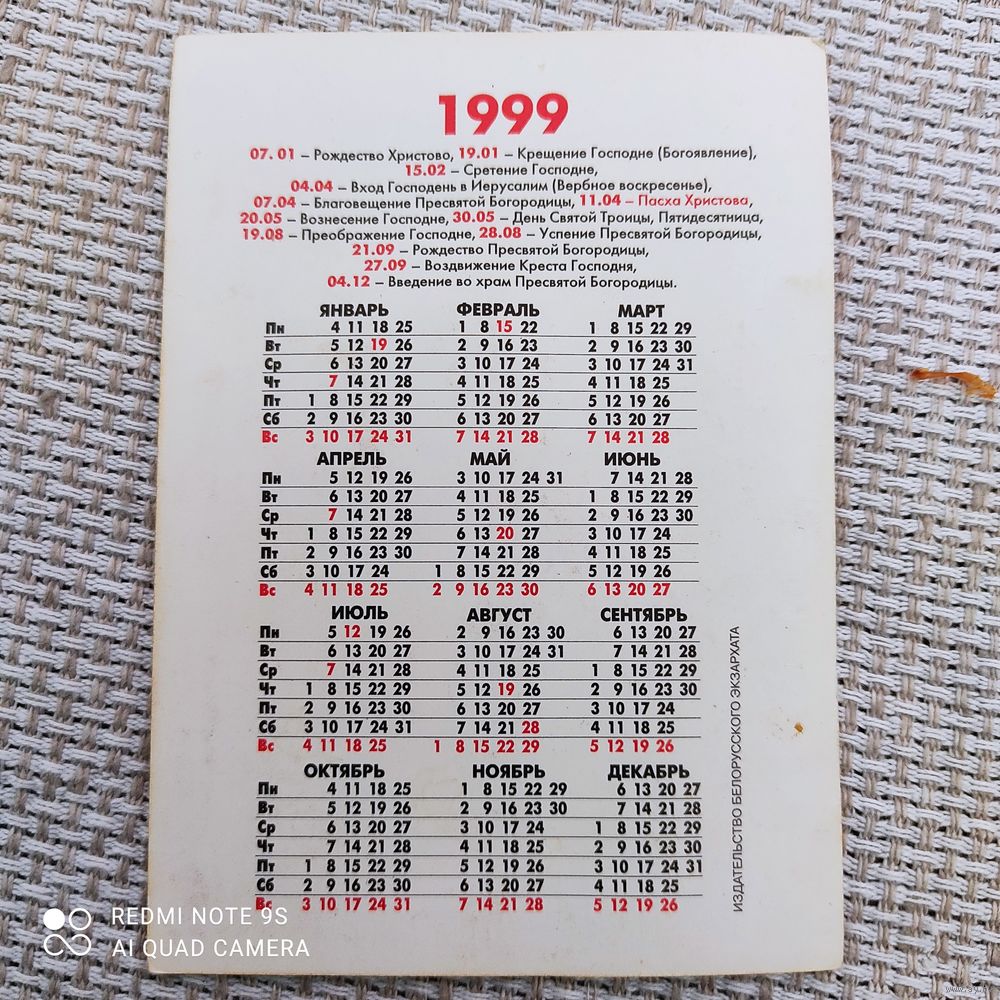 1999
07.01 – Рождество Христово, 19.01 – Крещение Господне (Богоявление),
15.02 – Сретение Господне,
04.04 – Вход Господень в Иерусалим (Вербное воскресенье),
07.04 – Благовещение Пресвятой Богородицы, 11.04 – Пасха Христова,
20.05 – Вознесение Господне, 30.05 – День Святой Троицы, Пятидесятница,
19.08 – Преображение Господне, 28.08 – Успение Пресвятой Богородицы,
21.09 – Рождество Пресвятой Богородицы,
27.09 – Воздвижение Креста Господня,
04.12 – Введение во храм Пресвятой Богородицы.
ЯНВАРЬ ФЕВРАЛЬ МАРТ
Пн 4 11 18 25 1 8 15 22 1 8 15 22 29
Вт 5 12 19 26 2 9 16 23 2 9 16 23 30
Ср 6 13 20 27 3 10 17 24 3 10 17 24 31
Чт 7 14 21 28 4 11 18 25 4 11 18 25
Пт 1 8 15 22 29 5 12 19 26 5 12 19 26
Сб 2 9 16 23 30 6 13 20 27 6 13 20 27
Вс 3 10 17 24 31 7 14 21 28 7 14 21 28
АПРЕЛЬ МАЙ ИЮНЬ
Пн 5 12 19 26 3 10 17 24 31 7 14 21 28
Вт 6 13 20 27 4 11 18 25 1 8 15 22 29
Ср 7 14 21 28 5 12 19 26 2 9 16 23 30
Чт 1 8 15 22 29 6 13 20 27 3 10 17 24
Пт 2 9 16 23 30 7 14 21 28 4 11 18 25
Сб 3 10 17 24 1 8 15 22 29 5 12 19 26
Вс 4 11 18 25 2 9 16 23 30 6 13 20 27
ИЮЛЬ АВГУСТ СЕНТЯБРЬ
Пн 5 12 19 26 2 9 16 23 30 6 13 20 27
Вт 6 13 20 27 3 10 17 24 31 7 14 21 28
Ср 7 14 21 28 4 11 18 25 1 8 15 22 29
Чт 1 8 15 22 29 5 12 19 26 2 9 16 23 30
Пт 2 9 16 23 30 6 13 20 27 3 10 17 24
Сб 3 10 17 24 31 7 14 21 28 4 11 18 25
Вс 4 11 18 25 1 8 15 22 29 5 12 19 26
ОКТЯБРЬ НОЯБРЬ ДЕКАБРЬ
Пн 4 11 18 25 1 8 15 22 29 6 13 20 27
Вт 5 12 19 26 2 9 16 23 30 7 14 21 28
Ср 6 13 20 27 3 10 17 24 1 8 15 22 29
Чт 7 14 21 28 4 11 18 25 2 9 16 23 30
Пт 1 8 15 22 29 5 12 19 26 3 10 17 24 31
Сб 2 9 16 23 30 6 13 20 27 4 11 18 25
Вс 3 10 17 24 31 7 14 21 28 5 12 19 26
ИЗДАТЕЛЬСТВО БЕЛОРУССКОГО ЭКЗАРХАТА
REDMI NOTE 9S
AI QUAD CAMERA